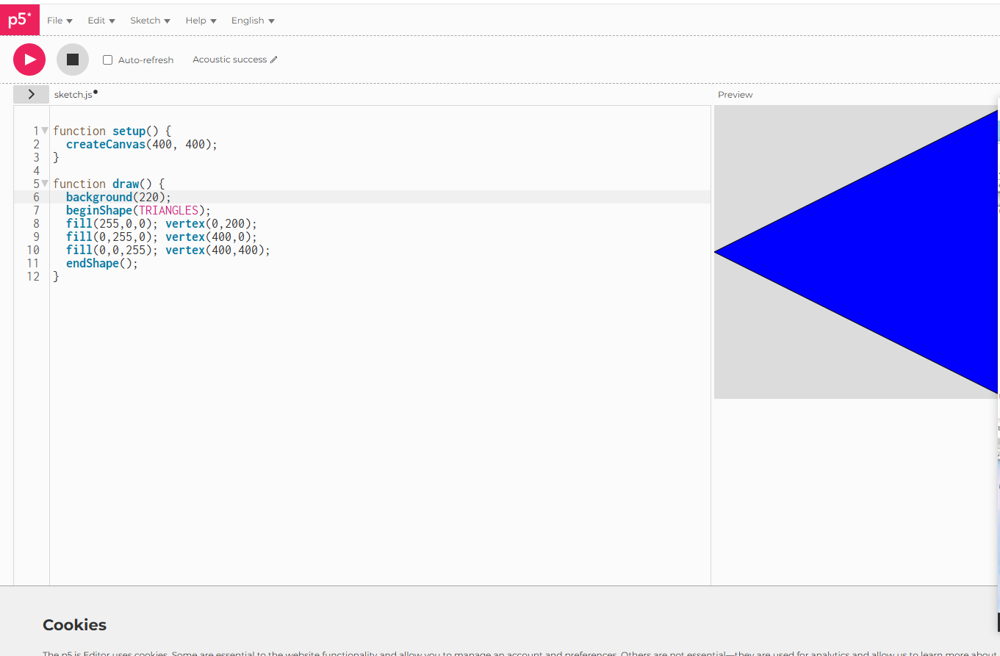 p5*
File Edit Sketch Help English
Auto-refresh Acoustic success
sketch.js Preview
1 function setup() {
2   createCanvas(400, 400);
3 }
4
5 function draw() {
6   background(220);
7   beginShape(TRIANGLES);
8   fill(255,0,0); vertex(0,200);
9   fill(0,255,0); vertex(400,0);
10   fill(0,0,255); vertex(400,400);
11   endShape();
12 }
Cookies
The p5.js Editor uses cookies. Some are essential to the website functionality and allow you to manage an account and preferences. Others are not essential—they are used for analytics and allow us to learn more about